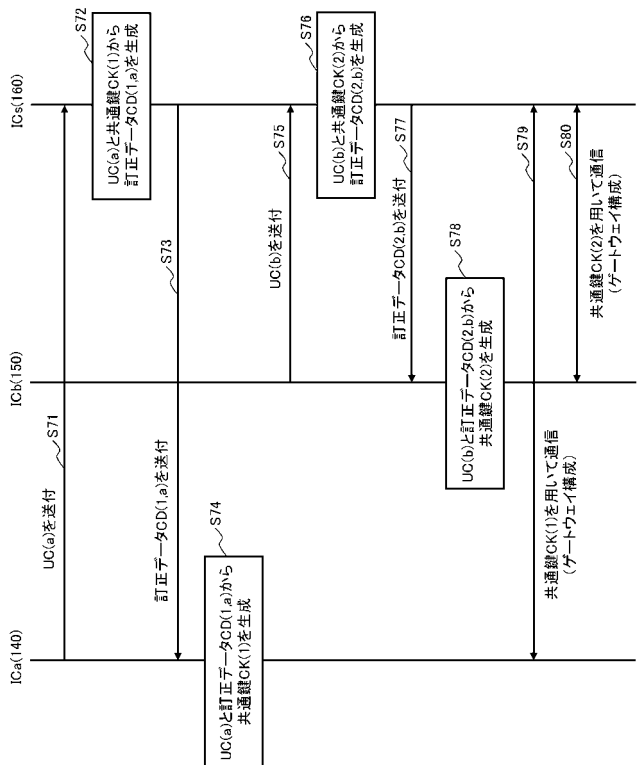 ICa(140)
ICb(150)
ICs(160)
S71
UC(a)を送付
S72
UC(a)と共通鍵CK(1)から
訂正データCD(1,a)を生成
S73
訂正データCD(1,a)を送付
S74
UC(a)と訂正データCD(1,a)から
共通鍵CK(1)を生成
S75
UC(b)を送付
S76
UC(b)と共通鍵CK(2)から
訂正データCD(2,b)を生成
S77
訂正データCD(2,b)を送付
S78
UC(b)と訂正データCD(2,b)から
共通鍵CK(2)を生成
S79
共通鍵CK(1)を用いて通信
(ゲートウェイ構成)
S80
共通鍵CK(2)を用いて通信
(ゲートウェイ構成)